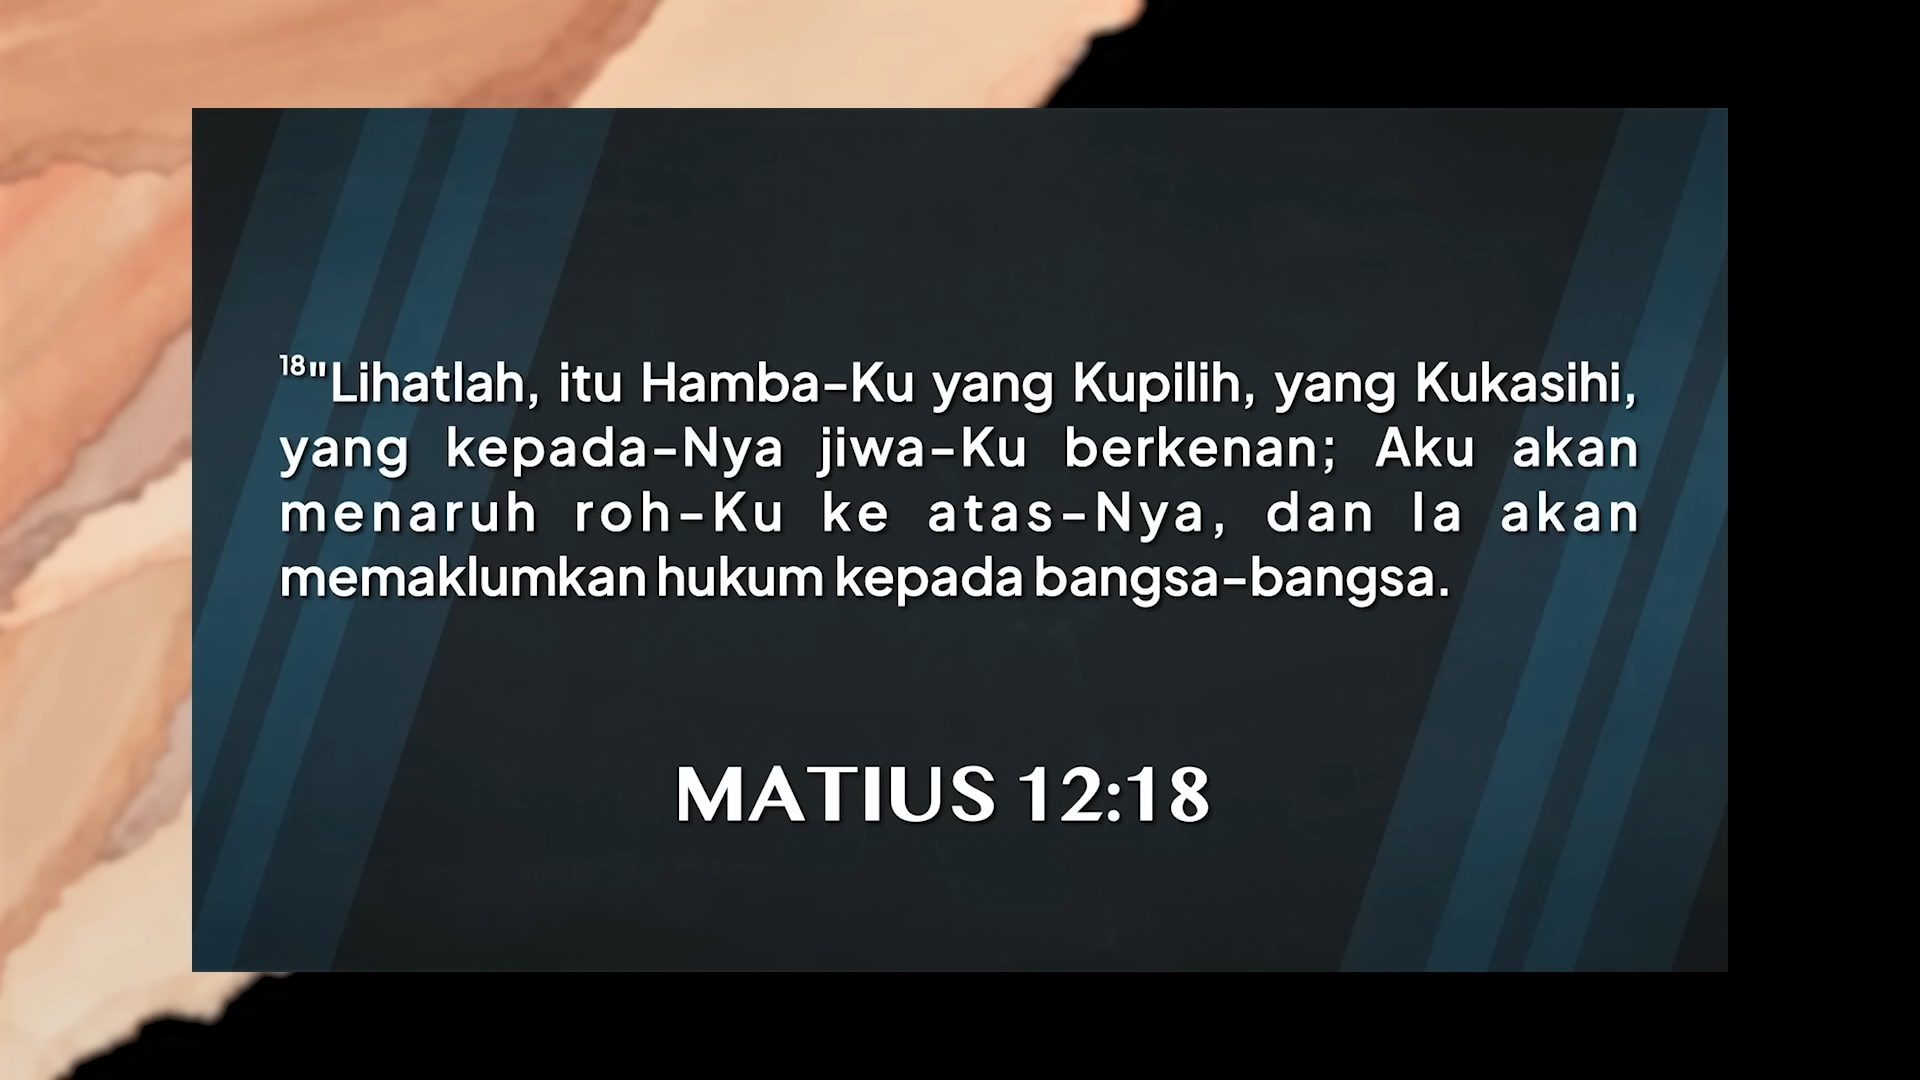 18"Lihatlah, itu Hamba-Ku yang Kupilih, yang Kukasihi,
yang kepada-Nya jiwa-Ku berkenan; Aku akan
menaruh roh-Ku ke atas-Nya, dan Ia akan
memaklumkan hukum kepada bangsa-bangsa.
MATIUS 12:18